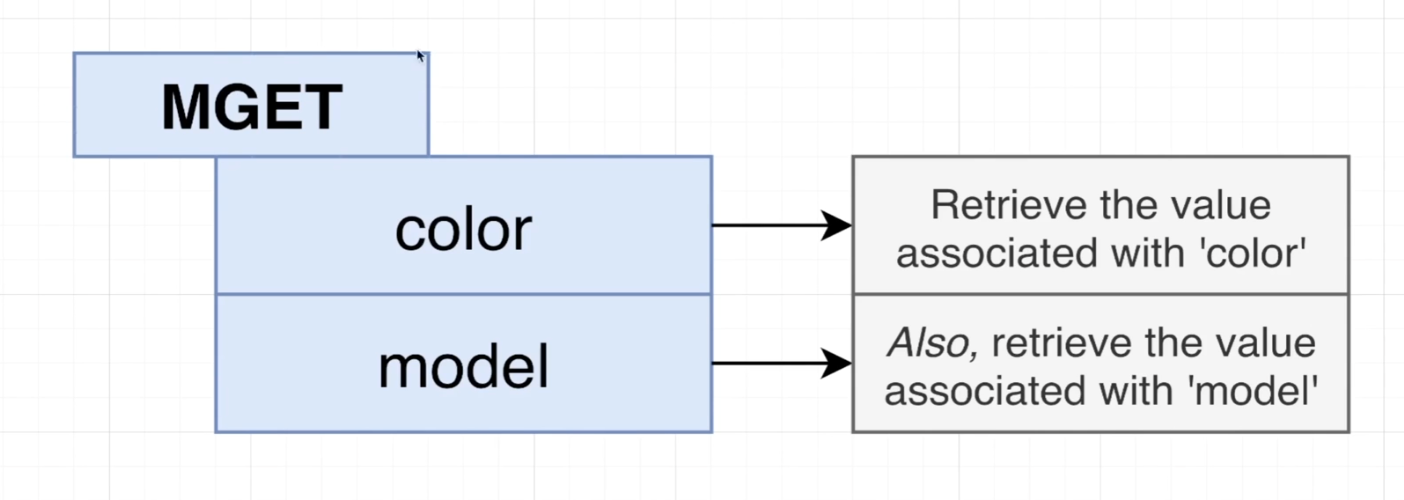 MGET
color
Retrieve the value
associated with 'color'
model
Also, retrieve the value
associated with 'model'